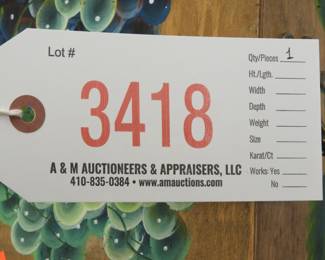 Lot #
3418
A & M AUCTIONEERS & APPRAISERS, LLC
410-835-0384 • www.amauctions.com
Qty/Pieces 1
Ht./Lgth.
Width
Depth
Weight
Size
Karat/Ct
Works: Yes
No